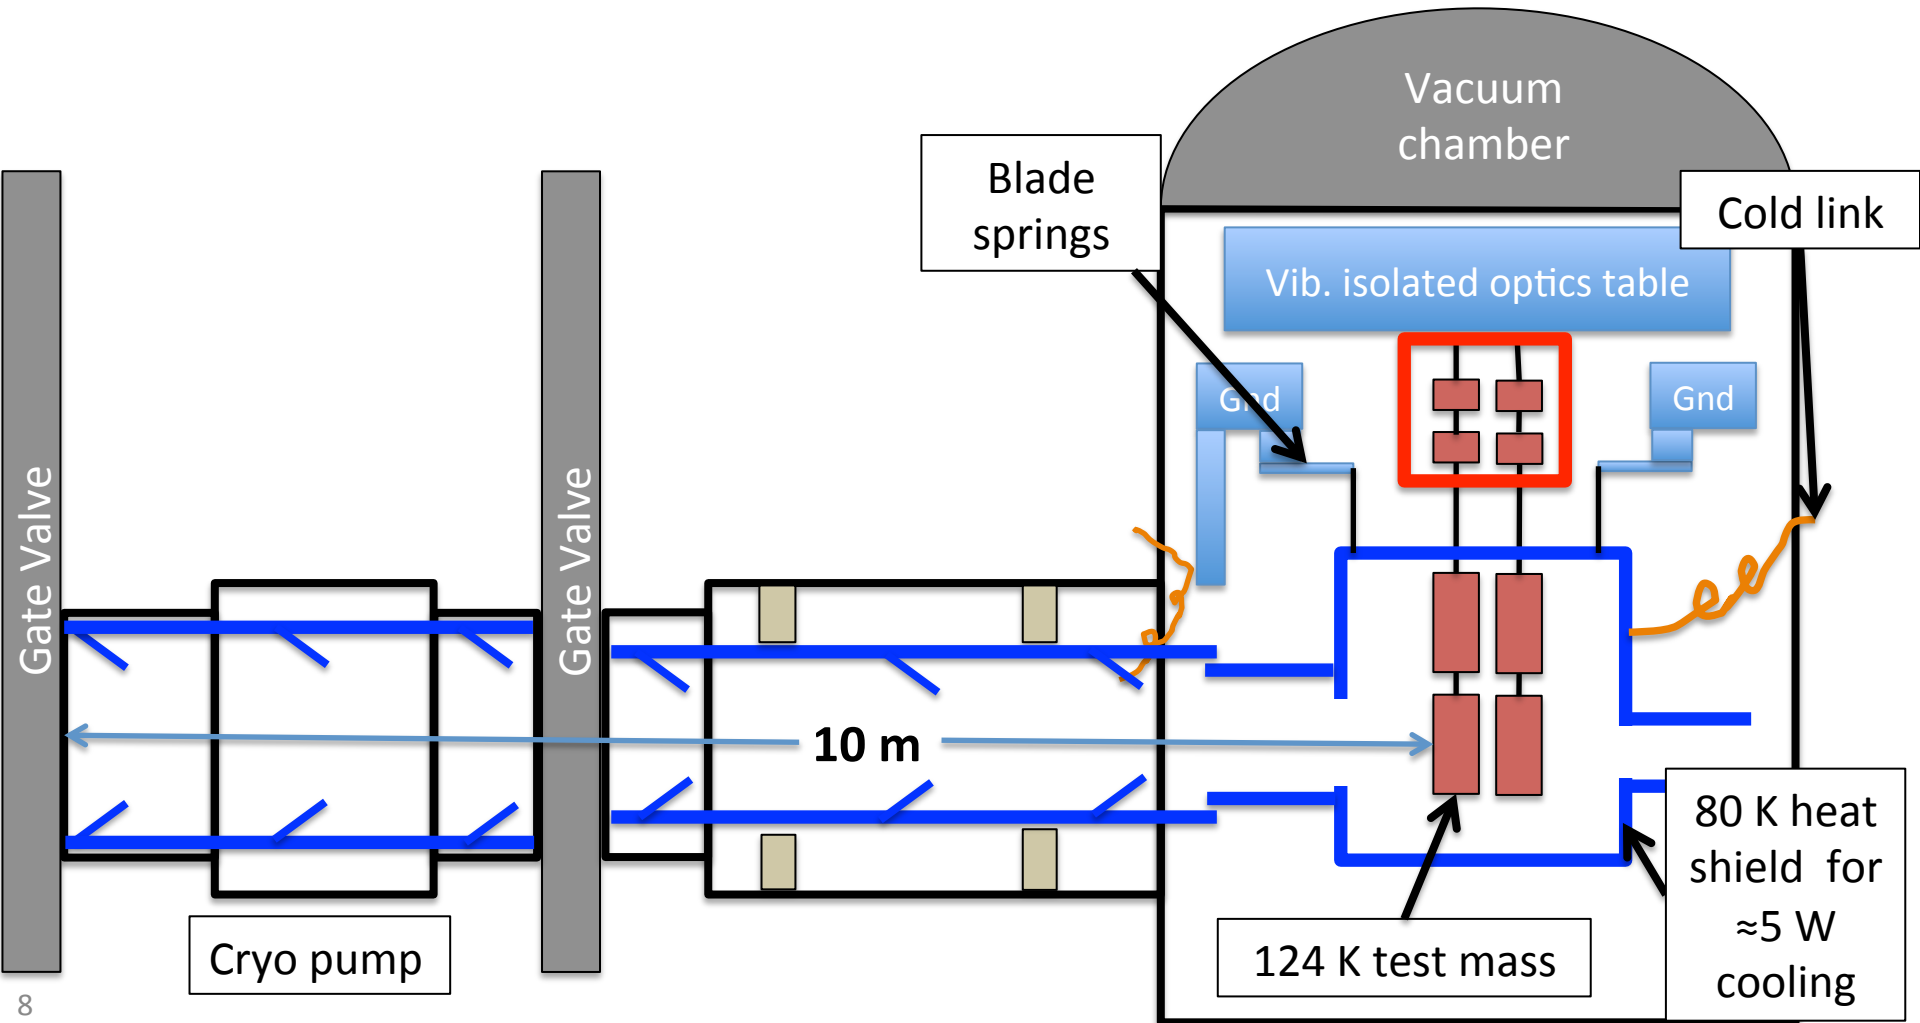 Vacuum
chamber
Blade
springs
Cold link
Vib. isolated optics table
Gnd
Gnd
Gate Valve
Gate Valve
10 m
80 K heat
shield for
≈5 W
cooling
Cryo pump
124 K test mass
8